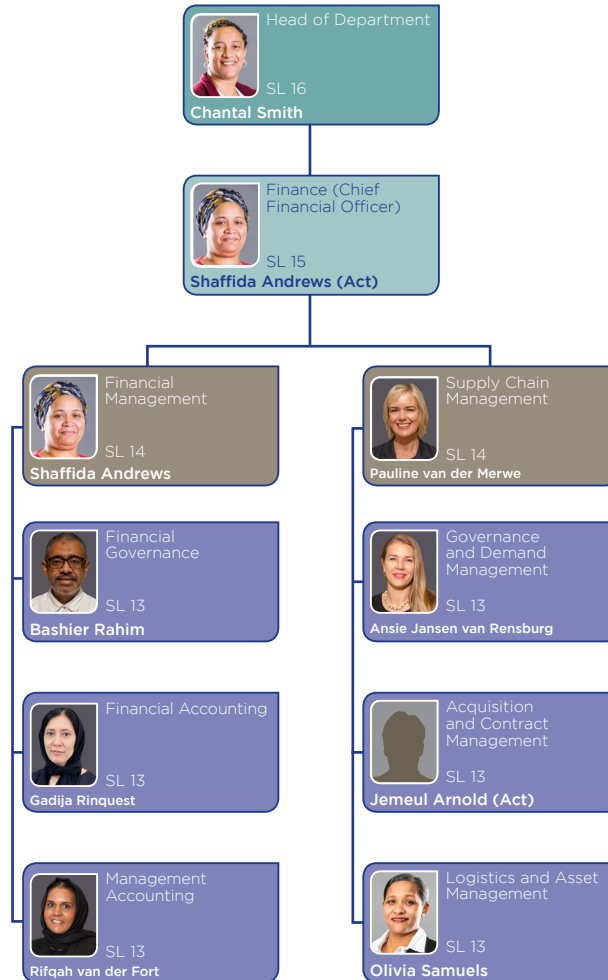 Head of Department
SL 16
Chantal Smith
Finance (Chief
Financial Officer)
SL 15
Shaffida Andrews (Act)
Financial
Management
SL 14
Shaffida Andrews
Supply Chain
Management
SL 14
Pauline van der Merwe
Financial
Governance
SL 13
Bashier Rahim
Governance
and Demand
Management
SL 13
Ansie Jansen van Rensburg
Financial Accounting
SL 13
Gadija Rinquest
Acquisition
and Contract
Management
SL 13
Jemeul Arnold (Act)
Management
Accounting
SL 13
Rifqah van der Fort
Logistics and Asset
Management
SL 13
Olivia Samuels